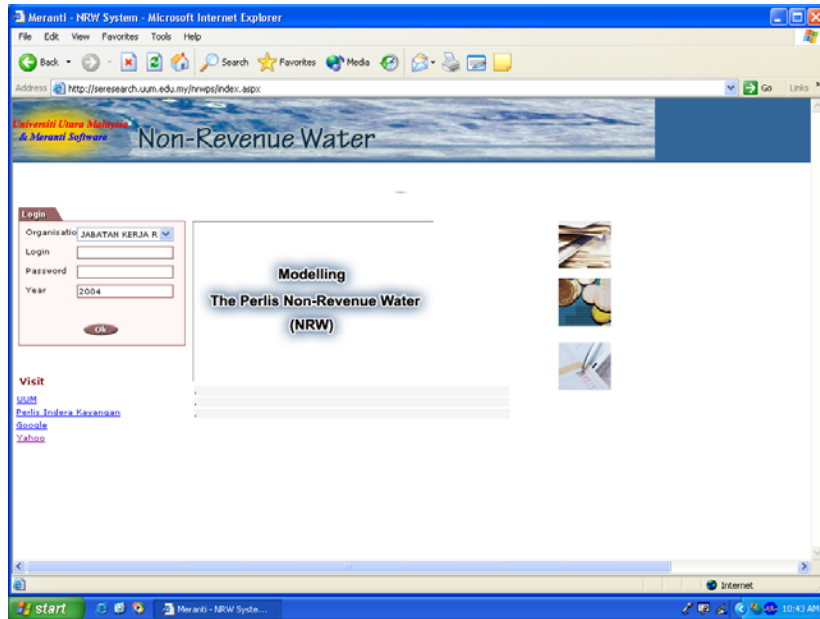 Meranti - NRW System - Microsoft Internet Explorer
File Edit View Favorites Tools Help
Back Search Favorites Media
Address http://seresearch.uum.edu.my/nrwps/index.aspx Go Links
Universiti Utara Malaysia
& Meranti Software
Non-Revenue Water
Login
Organisatio JABATAN KERJA R
Login
Password
Year 2004
Ok
Modelling
The Perlis Non-Revenue Water
(NRW)
Visit
UUM
Perlis Indera Kayangan
Google
Yahoo
Internet
start Meranti - NRW Syste... 10:43 AM